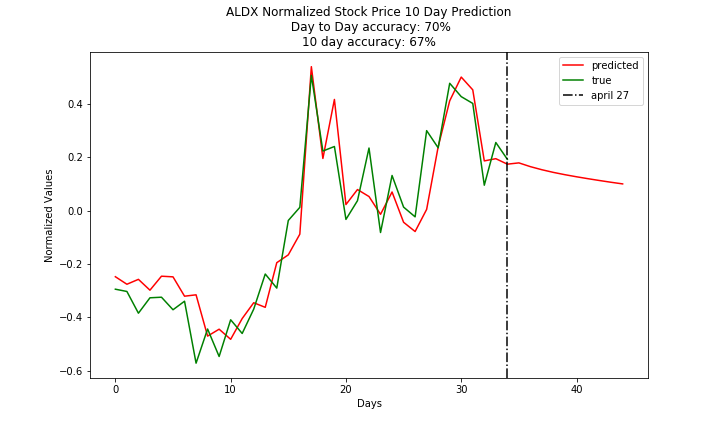 ALDX Normalized Stock Price 10 Day Prediction
Day to Day accuracy: 70%
10 day accuracy: 67%
predicted
true
april 27
Normalized Values
0.4
0.2
0.0
−0.2
−0.4
−0.6
0 10 20 30 40
Days